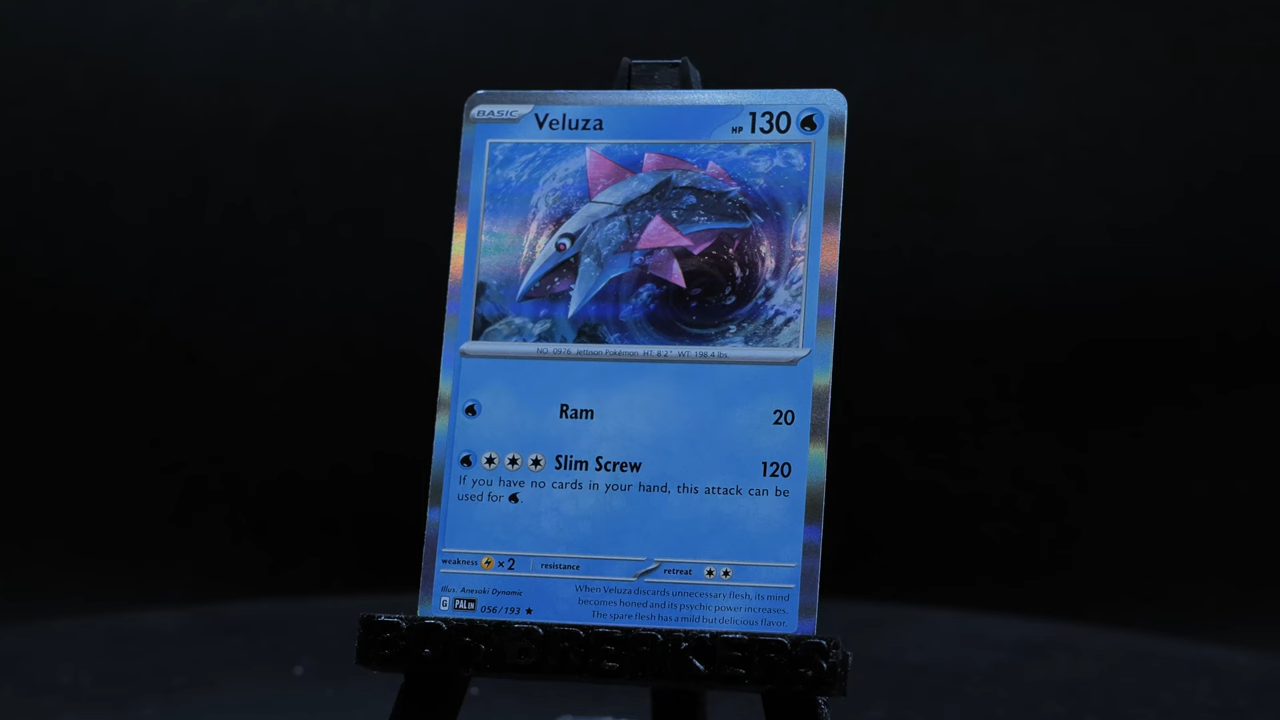 BASIC Veluza HP 130
NO. 0976 Jettison Pokémon HT: 8'2" WT: 198.4 lbs.
Ram 20
Slim Screw 120
If you have no cards in your hand, this attack can be
used for .
weakness ×2 resistance retreat
Illus. Anesaki Dynamic
When Veluza discards unnecessary flesh, its mind
becomes honed and its psychic power increases.
The spare flesh has a mild but delicious flavor.
G PAL EN 056/193 ★